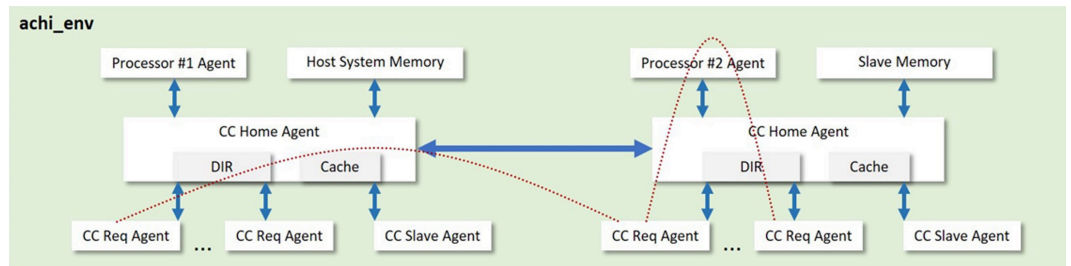 achi_env
Processor #1 Agent
Host System Memory
Processor #2 Agent
Slave Memory
CC Home Agent
CC Home Agent
DIR
Cache
DIR
Cache
CC Req Agent
...
CC Req Agent
CC Slave Agent
CC Req Agent
...
CC Req Agent
CC Slave Agent